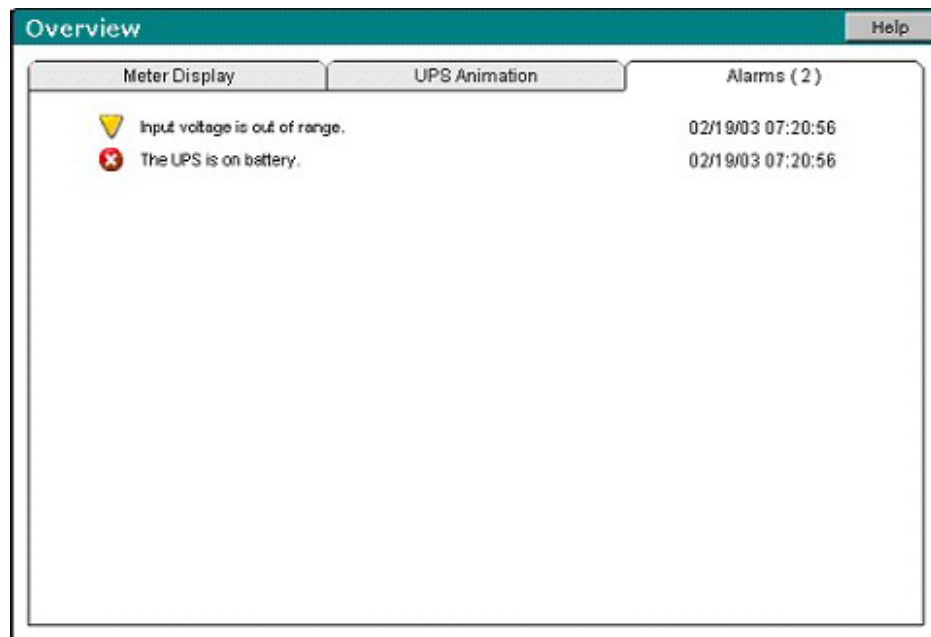 Overview Help
Meter Display UPS Animation Alarms ( 2 )
Input voltage is out of range. 02/19/03 07:20:56
The UPS is on battery. 02/19/03 07:20:56